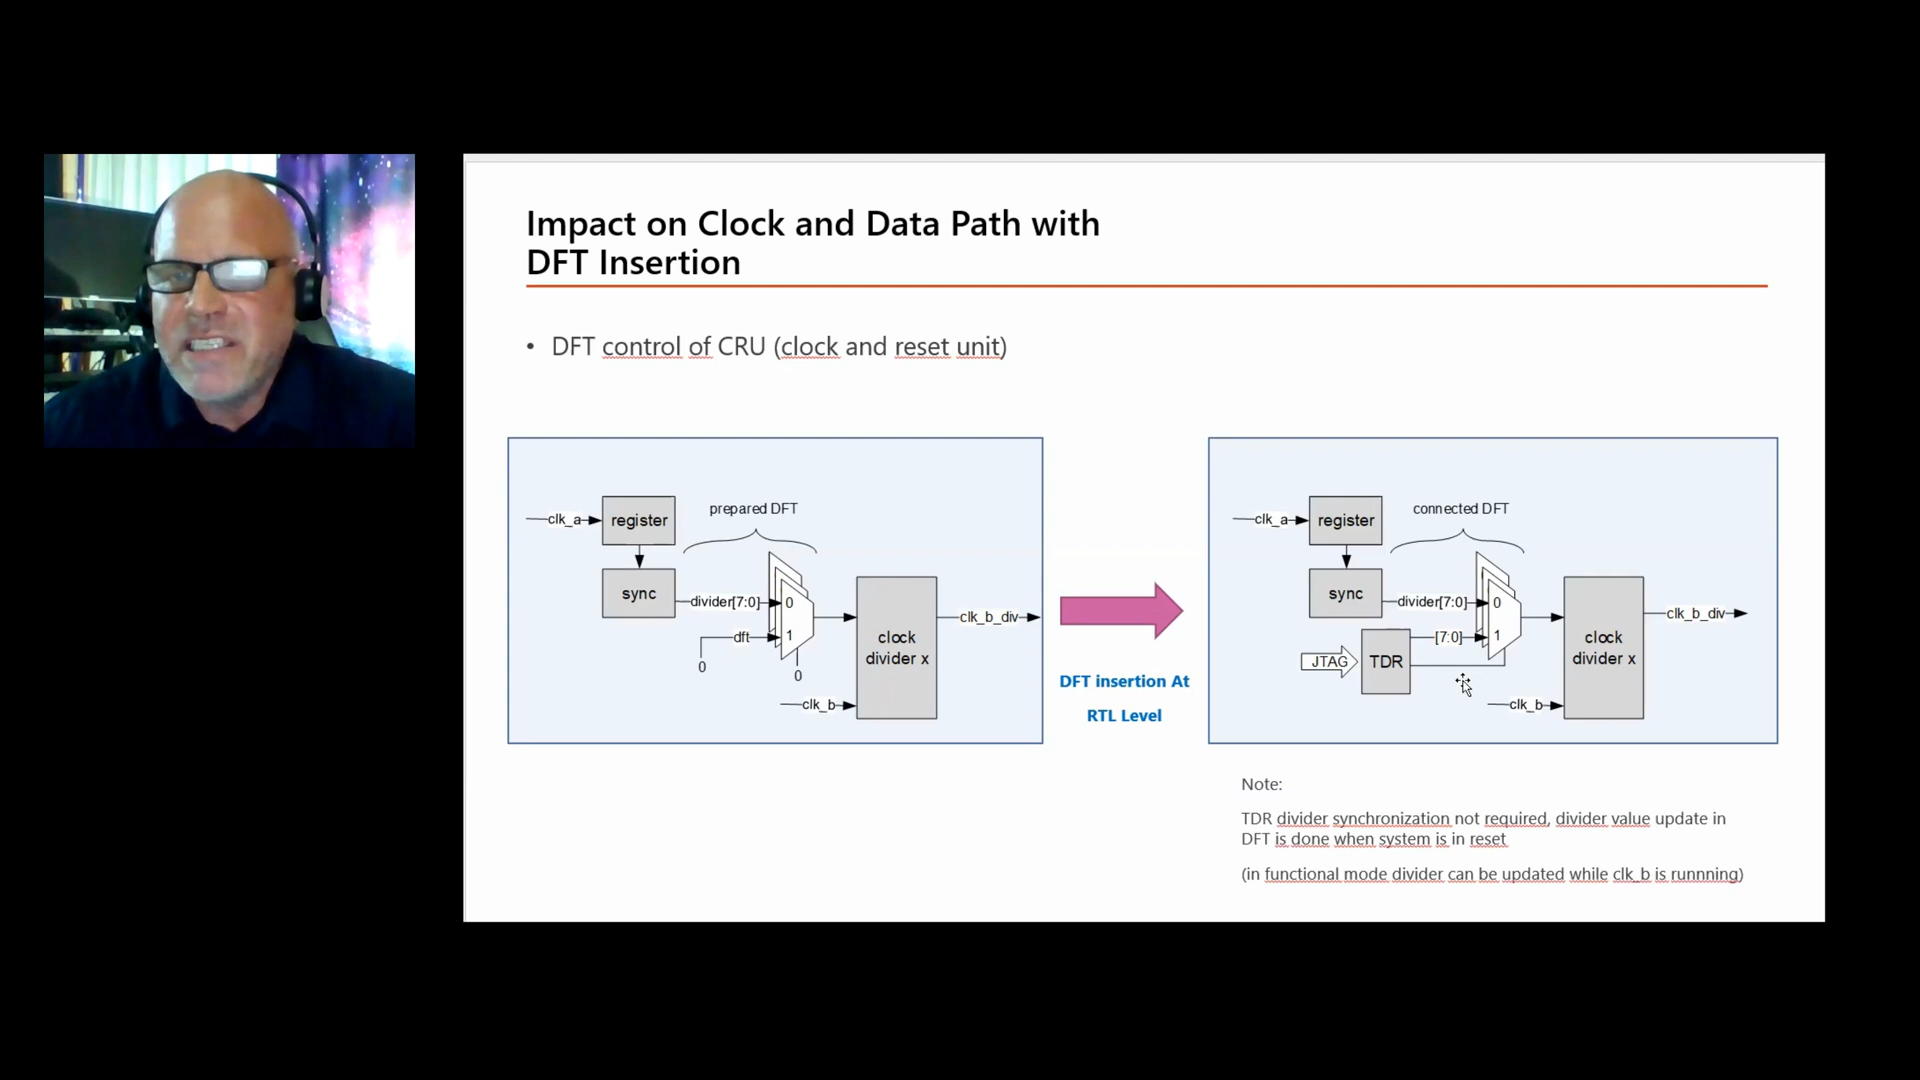 Impact on Clock and Data Path with
DFT Insertion
• DFT control of CRU (clock and reset unit)
prepared DFT
clk_a
register
sync
divider[7:0]
0
dft
1
0
0
clock
divider x
clk_b_div
clk_b
DFT insertion At
RTL Level
connected DFT
clk_a
register
sync
divider[7:0]
0
[7:0]
1
JTAG
TDR
clock
divider x
clk_b_div
clk_b
Note:
TDR divider synchronization not required, divider value update in
DFT is done when system is in reset
(in functional mode divider can be updated while clk_b is runnning)